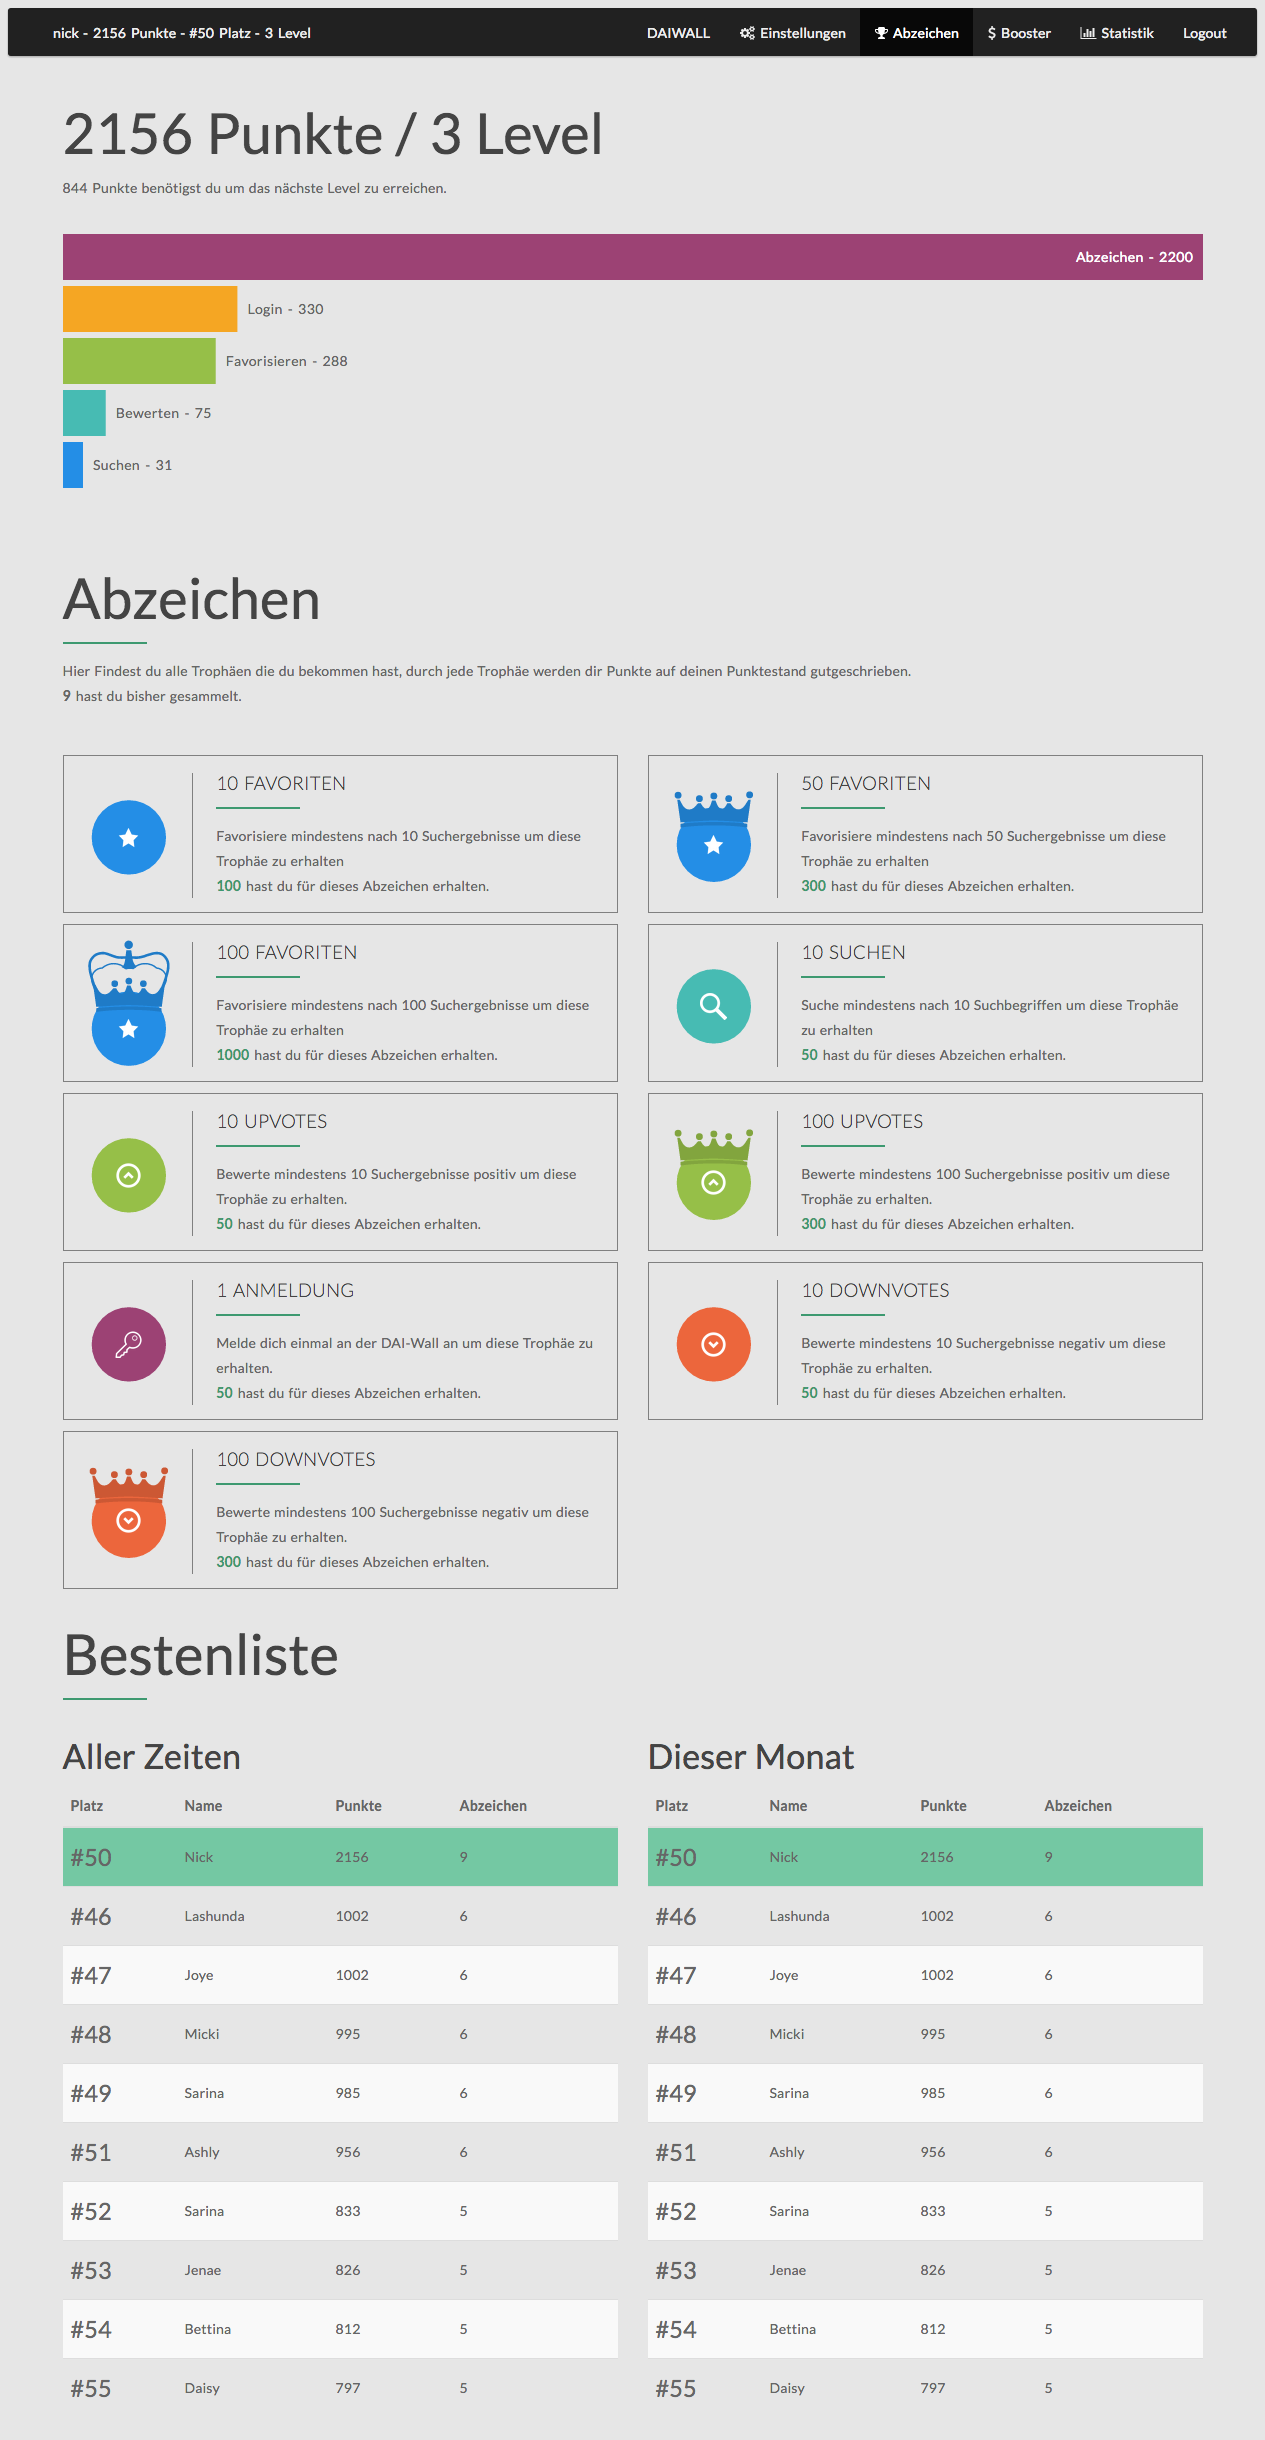 nick - 2156 Punkte - #50 Platz - 3 Level
DAIWALL Einstellungen Abzeichen $ Booster Statistik Logout
2156 Punkte / 3 Level
844 Punkte benötigst du um das nächste Level zu erreichen.
Abzeichen - 2200
Login - 330
Favorisieren - 288
Bewerten - 75
Suchen - 31
Abzeichen
Hier Findest du alle Trophäen die du bekommen hast, durch jede Trophäe werden dir Punkte auf deinen Punktestand gutgeschrieben.
9 hast du bisher gesammelt.
10 FAVORITEN
Favorisiere mindestens nach 10 Suchergebnisse um diese
Trophäe zu erhalten
100 hast du für dieses Abzeichen erhalten.
50 FAVORITEN
Favorisiere mindestens nach 50 Suchergebnisse um diese
Trophäe zu erhalten
300 hast du für dieses Abzeichen erhalten.
100 FAVORITEN
Favorisiere mindestens nach 100 Suchergebnisse um diese
Trophäe zu erhalten
1000 hast du für dieses Abzeichen erhalten.
10 SUCHEN
Suche mindestens nach 10 Suchbegriffen um diese Trophäe
zu erhalten
50 hast du für dieses Abzeichen erhalten.
10 UPVOTES
Bewerte mindestens 10 Suchergebnisse positiv um diese
Trophäe zu erhalten.
50 hast du für dieses Abzeichen erhalten.
100 UPVOTES
Bewerte mindestens 100 Suchergebnisse positiv um diese
Trophäe zu erhalten.
300 hast du für dieses Abzeichen erhalten.
1 ANMELDUNG
Melde dich einmal an der DAI-Wall an um diese Trophäe zu
erhalten.
50 hast du für dieses Abzeichen erhalten.
10 DOWNVOTES
Bewerte mindestens 10 Suchergebnisse negativ um diese
Trophäe zu erhalten.
50 hast du für dieses Abzeichen erhalten.
100 DOWNVOTES
Bewerte mindestens 100 Suchergebnisse negativ um diese
Trophäe zu erhalten.
300 hast du für dieses Abzeichen erhalten.
Bestenliste
Aller Zeiten
Platz Name Punkte Abzeichen
#50 Nick 2156 9
#46 Lashunda 1002 6
#47 Joye 1002 6
#48 Micki 995 6
#49 Sarina 985 6
#51 Ashly 956 6
#52 Sarina 833 5
#53 Jenae 826 5
#54 Bettina 812 5
#55 Daisy 797 5
Dieser Monat
Platz Name Punkte Abzeichen
#50 Nick 2156 9
#46 Lashunda 1002 6
#47 Joye 1002 6
#48 Micki 995 6
#49 Sarina 985 6
#51 Ashly 956 6
#52 Sarina 833 5
#53 Jenae 826 5
#54 Bettina 812 5
#55 Daisy 797 5